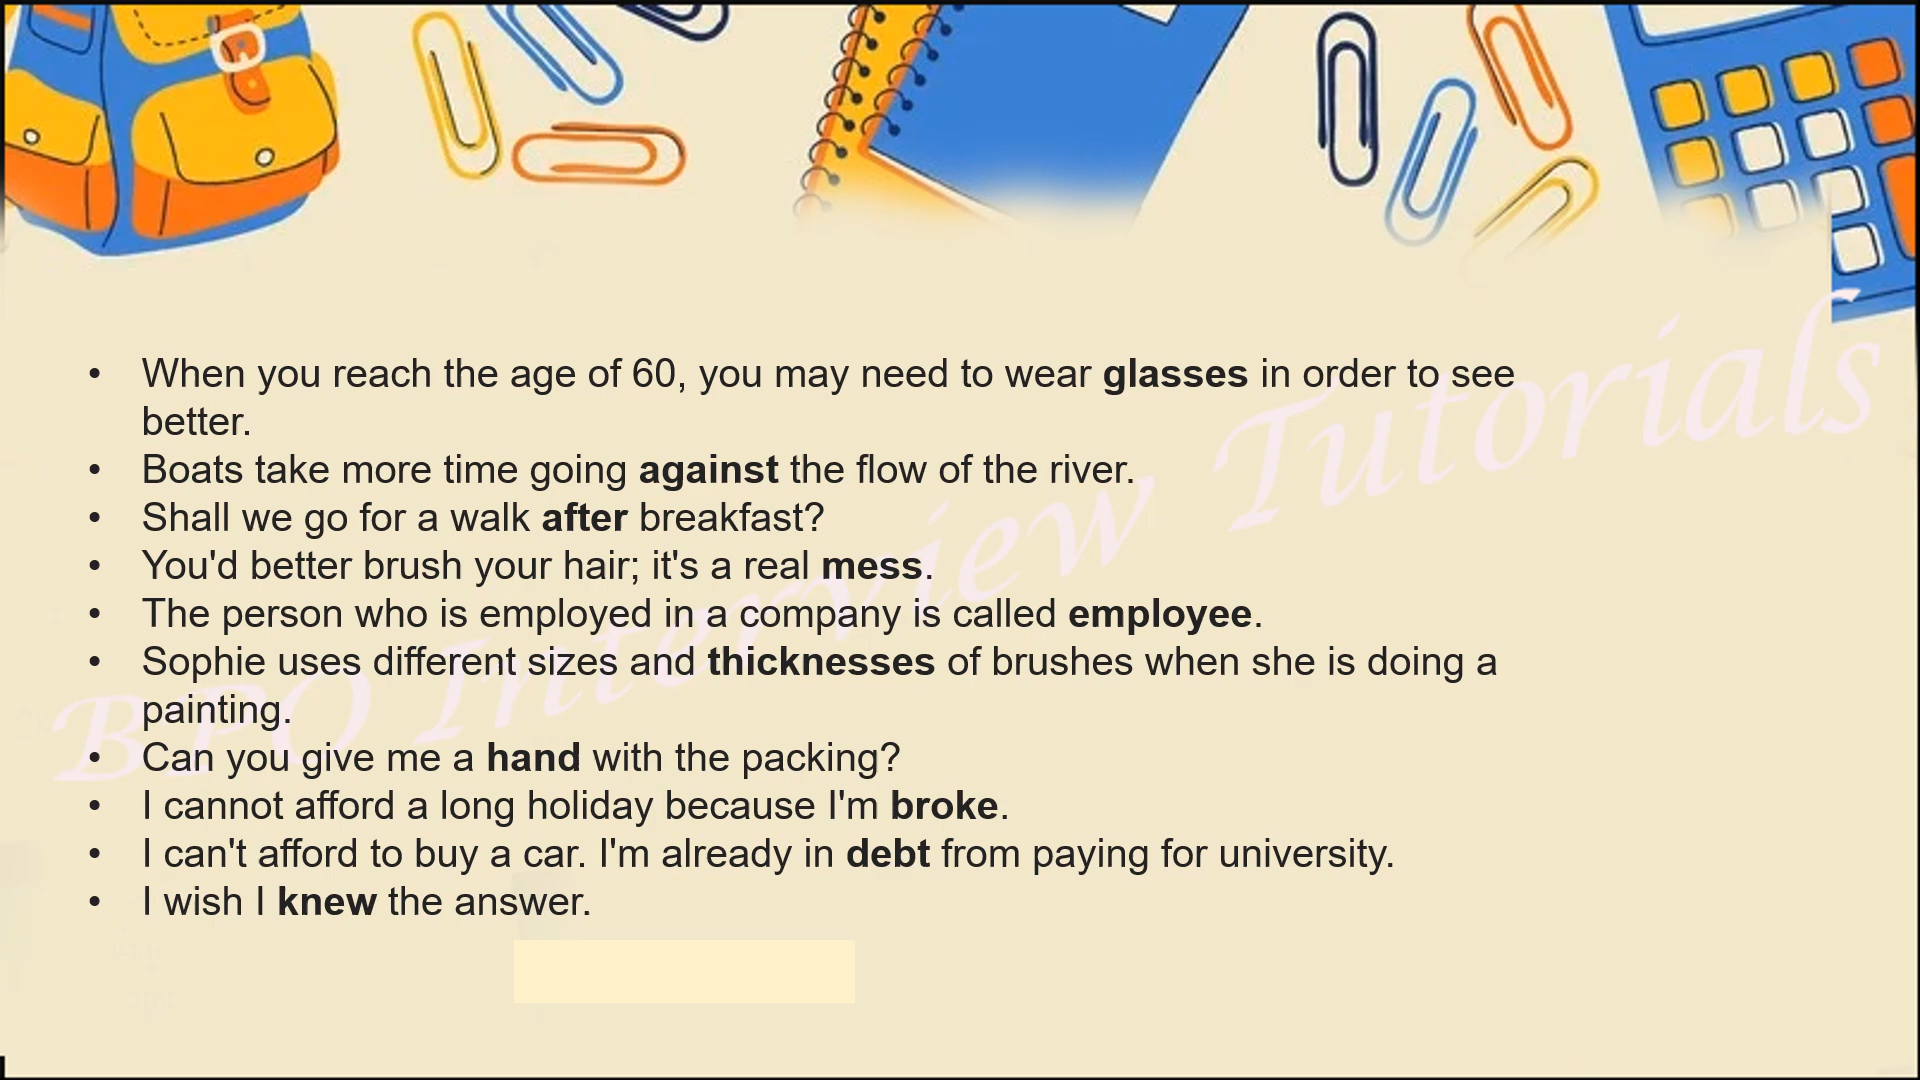 • When you reach the age of 60, you may need to wear glasses in order to see
better.
• Boats take more time going against the flow of the river.
• Shall we go for a walk after breakfast?
• You'd better brush your hair; it's a real mess.
• The person who is employed in a company is called employee.
• Sophie uses different sizes and thicknesses of brushes when she is doing a
painting.
• Can you give me a hand with the packing?
• I cannot afford a long holiday because I'm broke.
• I can't afford to buy a car. I'm already in debt from paying for university.
• I wish I knew the answer.
BPO Interview Tutorials